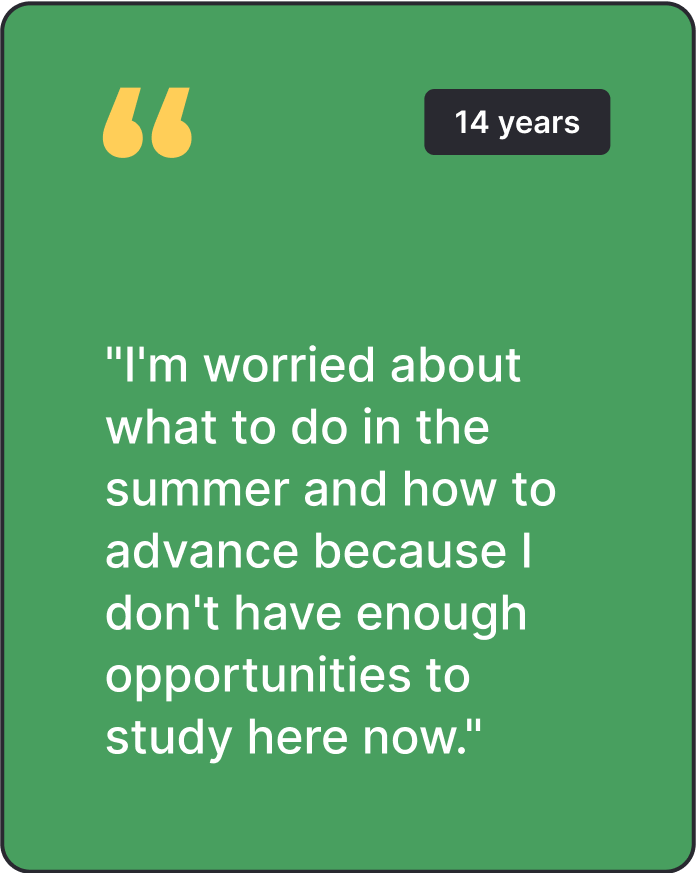 “
14 years
"I'm worried about
what to do in the
summer and how to
advance because I
don't have enough
opportunities to
study here now."